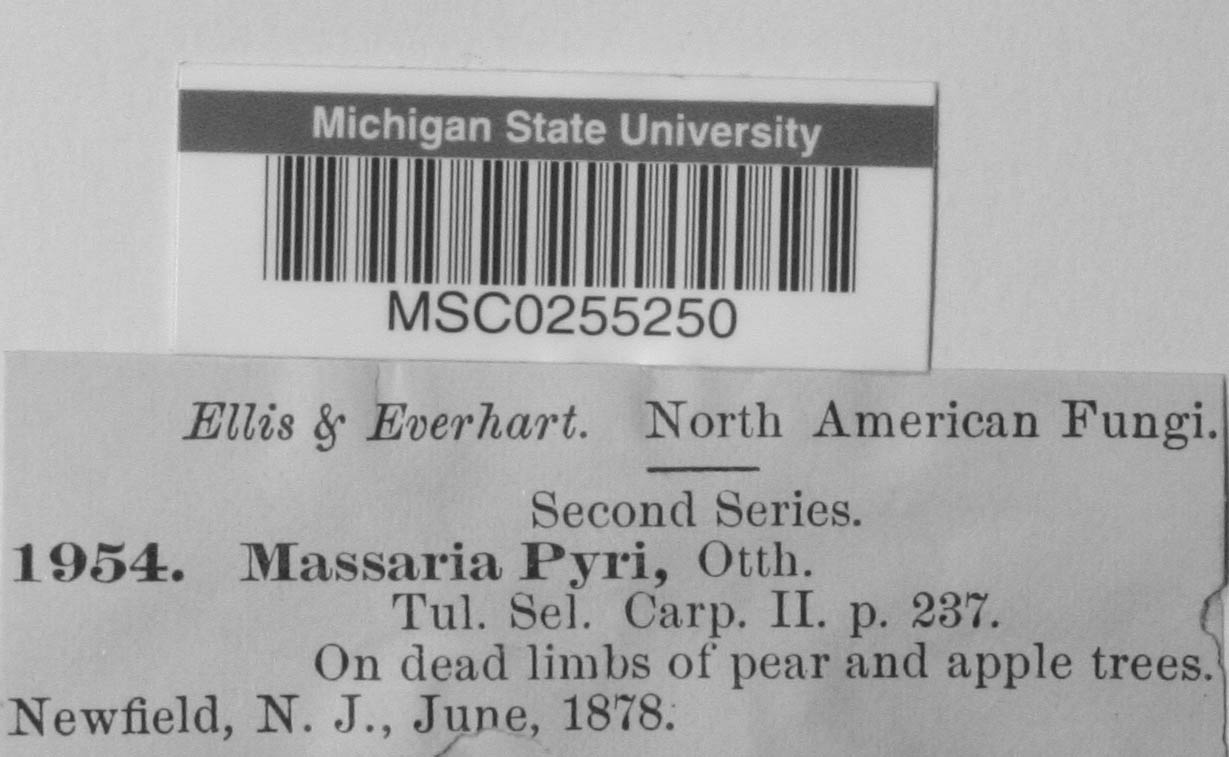 Michigan State University
MSC0255250
Ellis & Everhart. North American Fungi.
Second Series.
1954. Massaria Pyri, Otth.
Tul. Sel. Carp. II. p. 237.
On dead limbs of pear and apple trees.
Newfield, N. J., June, 1878.